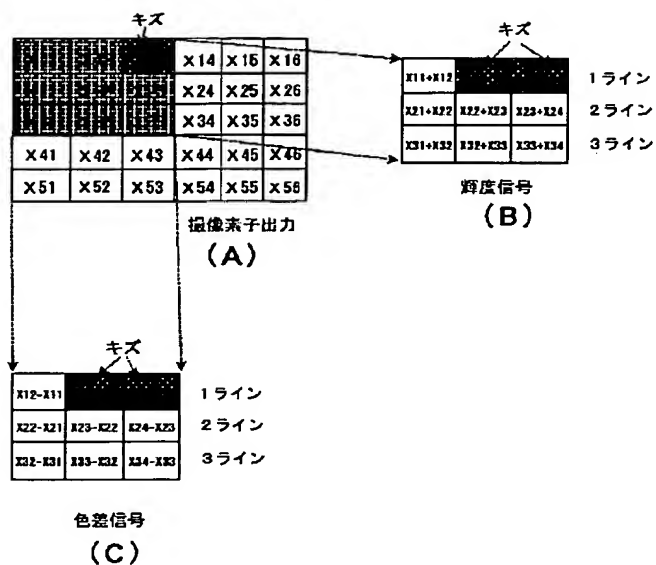 キズ
X14 X15 X16
X24 X25 X26
X34 X35 X36
X41 X42 X43 X44 X45 X46
X51 X52 X53 X54 X55 X56
撮像素子出力
(A)
キズ
X11+X12 1ライン
X21+X22 X22+X23 X23+X24 2ライン
X31+X32 X32+X33 X33+X34 3ライン
輝度信号
(B)
キズ
X12-X11 1ライン
X22-X21 X23-X22 X24-X23 2ライン
X32-X31 X33-X32 X34-X33 3ライン
色差信号
(C)